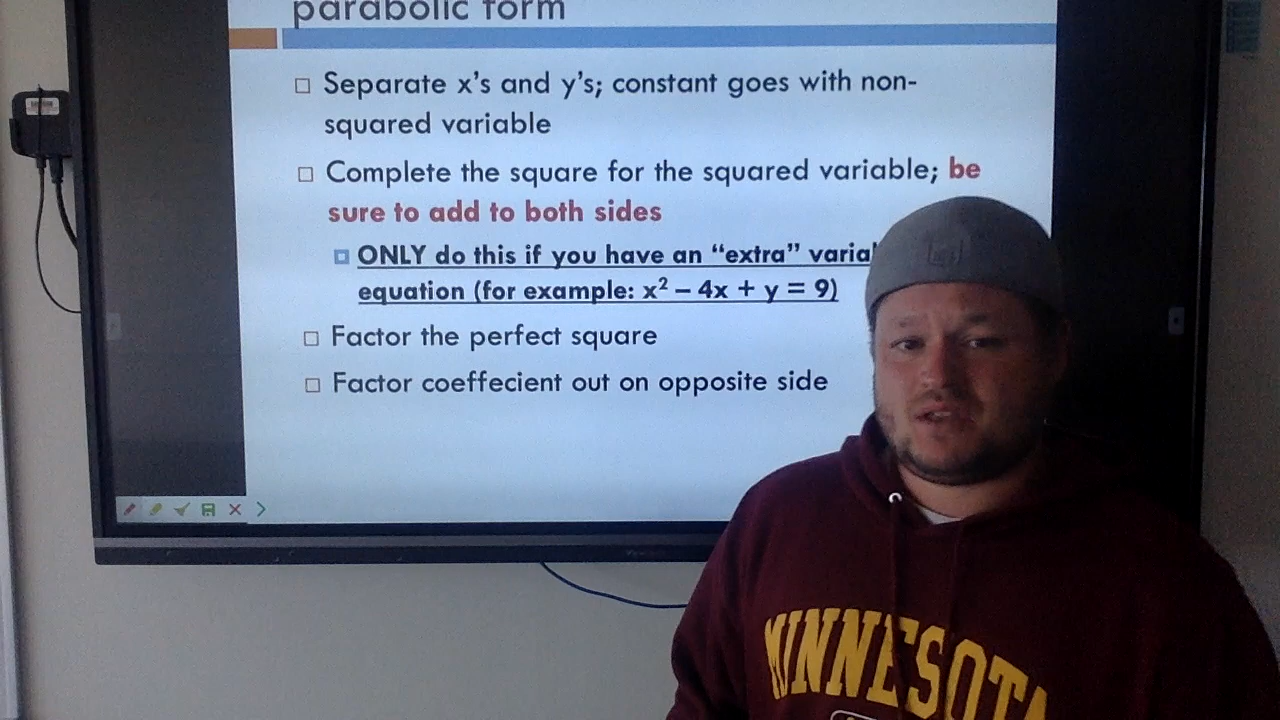 parabolic form
Separate x's and y's; constant goes with non-
squared variable
Complete the square for the squared variable; be
sure to add to both sides
ONLY do this if you have an “extra”
equation (for example: x² – 4x + y = 9)
Factor the perfect square
Factor coeffecient out on opposite side
MINNESOTA